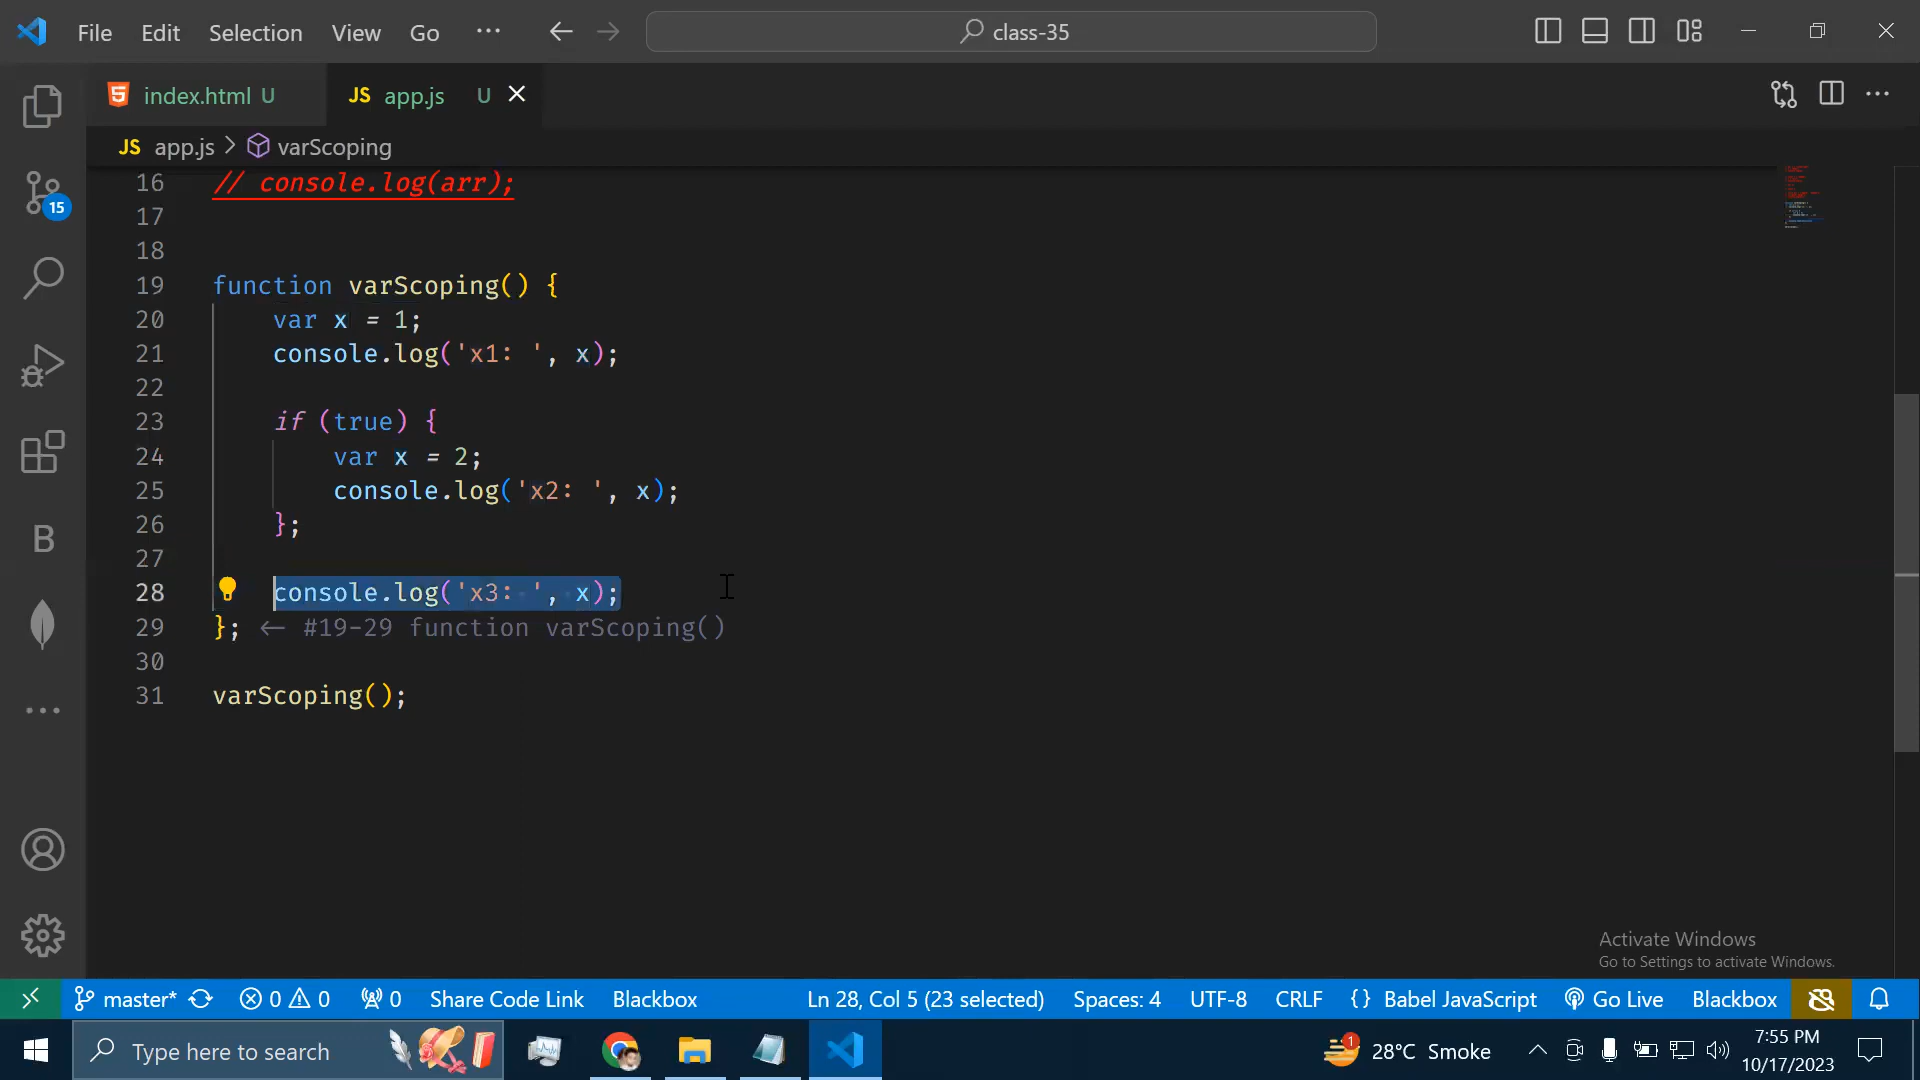 File Edit Selection View Go ··· class-35
index.html U JS app.js U
JS app.js > varScoping
16 // console.log(arr);
17
18
19 function varScoping() {
20 var x = 1;
21 console.log('x1: ', x);
22
23 if (true) {
24 var x = 2;
25 console.log('x2: ', x);
26 };
27
28 console.log('x3: ', x);
29 }; <- #19-29 function varScoping()
30
31 varScoping();
15
B
Activate Windows
Go to Settings to activate Windows.
master* 0 0 0 Share Code Link Blackbox Ln 28, Col 5 (23 selected) Spaces: 4 UTF-8 CRLF {} Babel JavaScript Go Live Blackbox
Type here to search 1 28°C Smoke 7:55 PM
10/17/2023